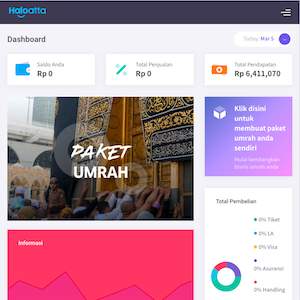 Haloatta
Dashboard
Today: Mar 5
Saldo Anda
Rp 0
Total Penjualan
Rp 0
Total Pendapatan
Rp 6,411,070
PAKET
UMRAH
Klik disini
untuk
membuat paket
umrah anda
sendiri
Mulai kembangkan
bisnis umrah anda
Informasi
Total Pembelian
0% Tiket
0% LA
0% Visa
0% Asuransi
0% Handling